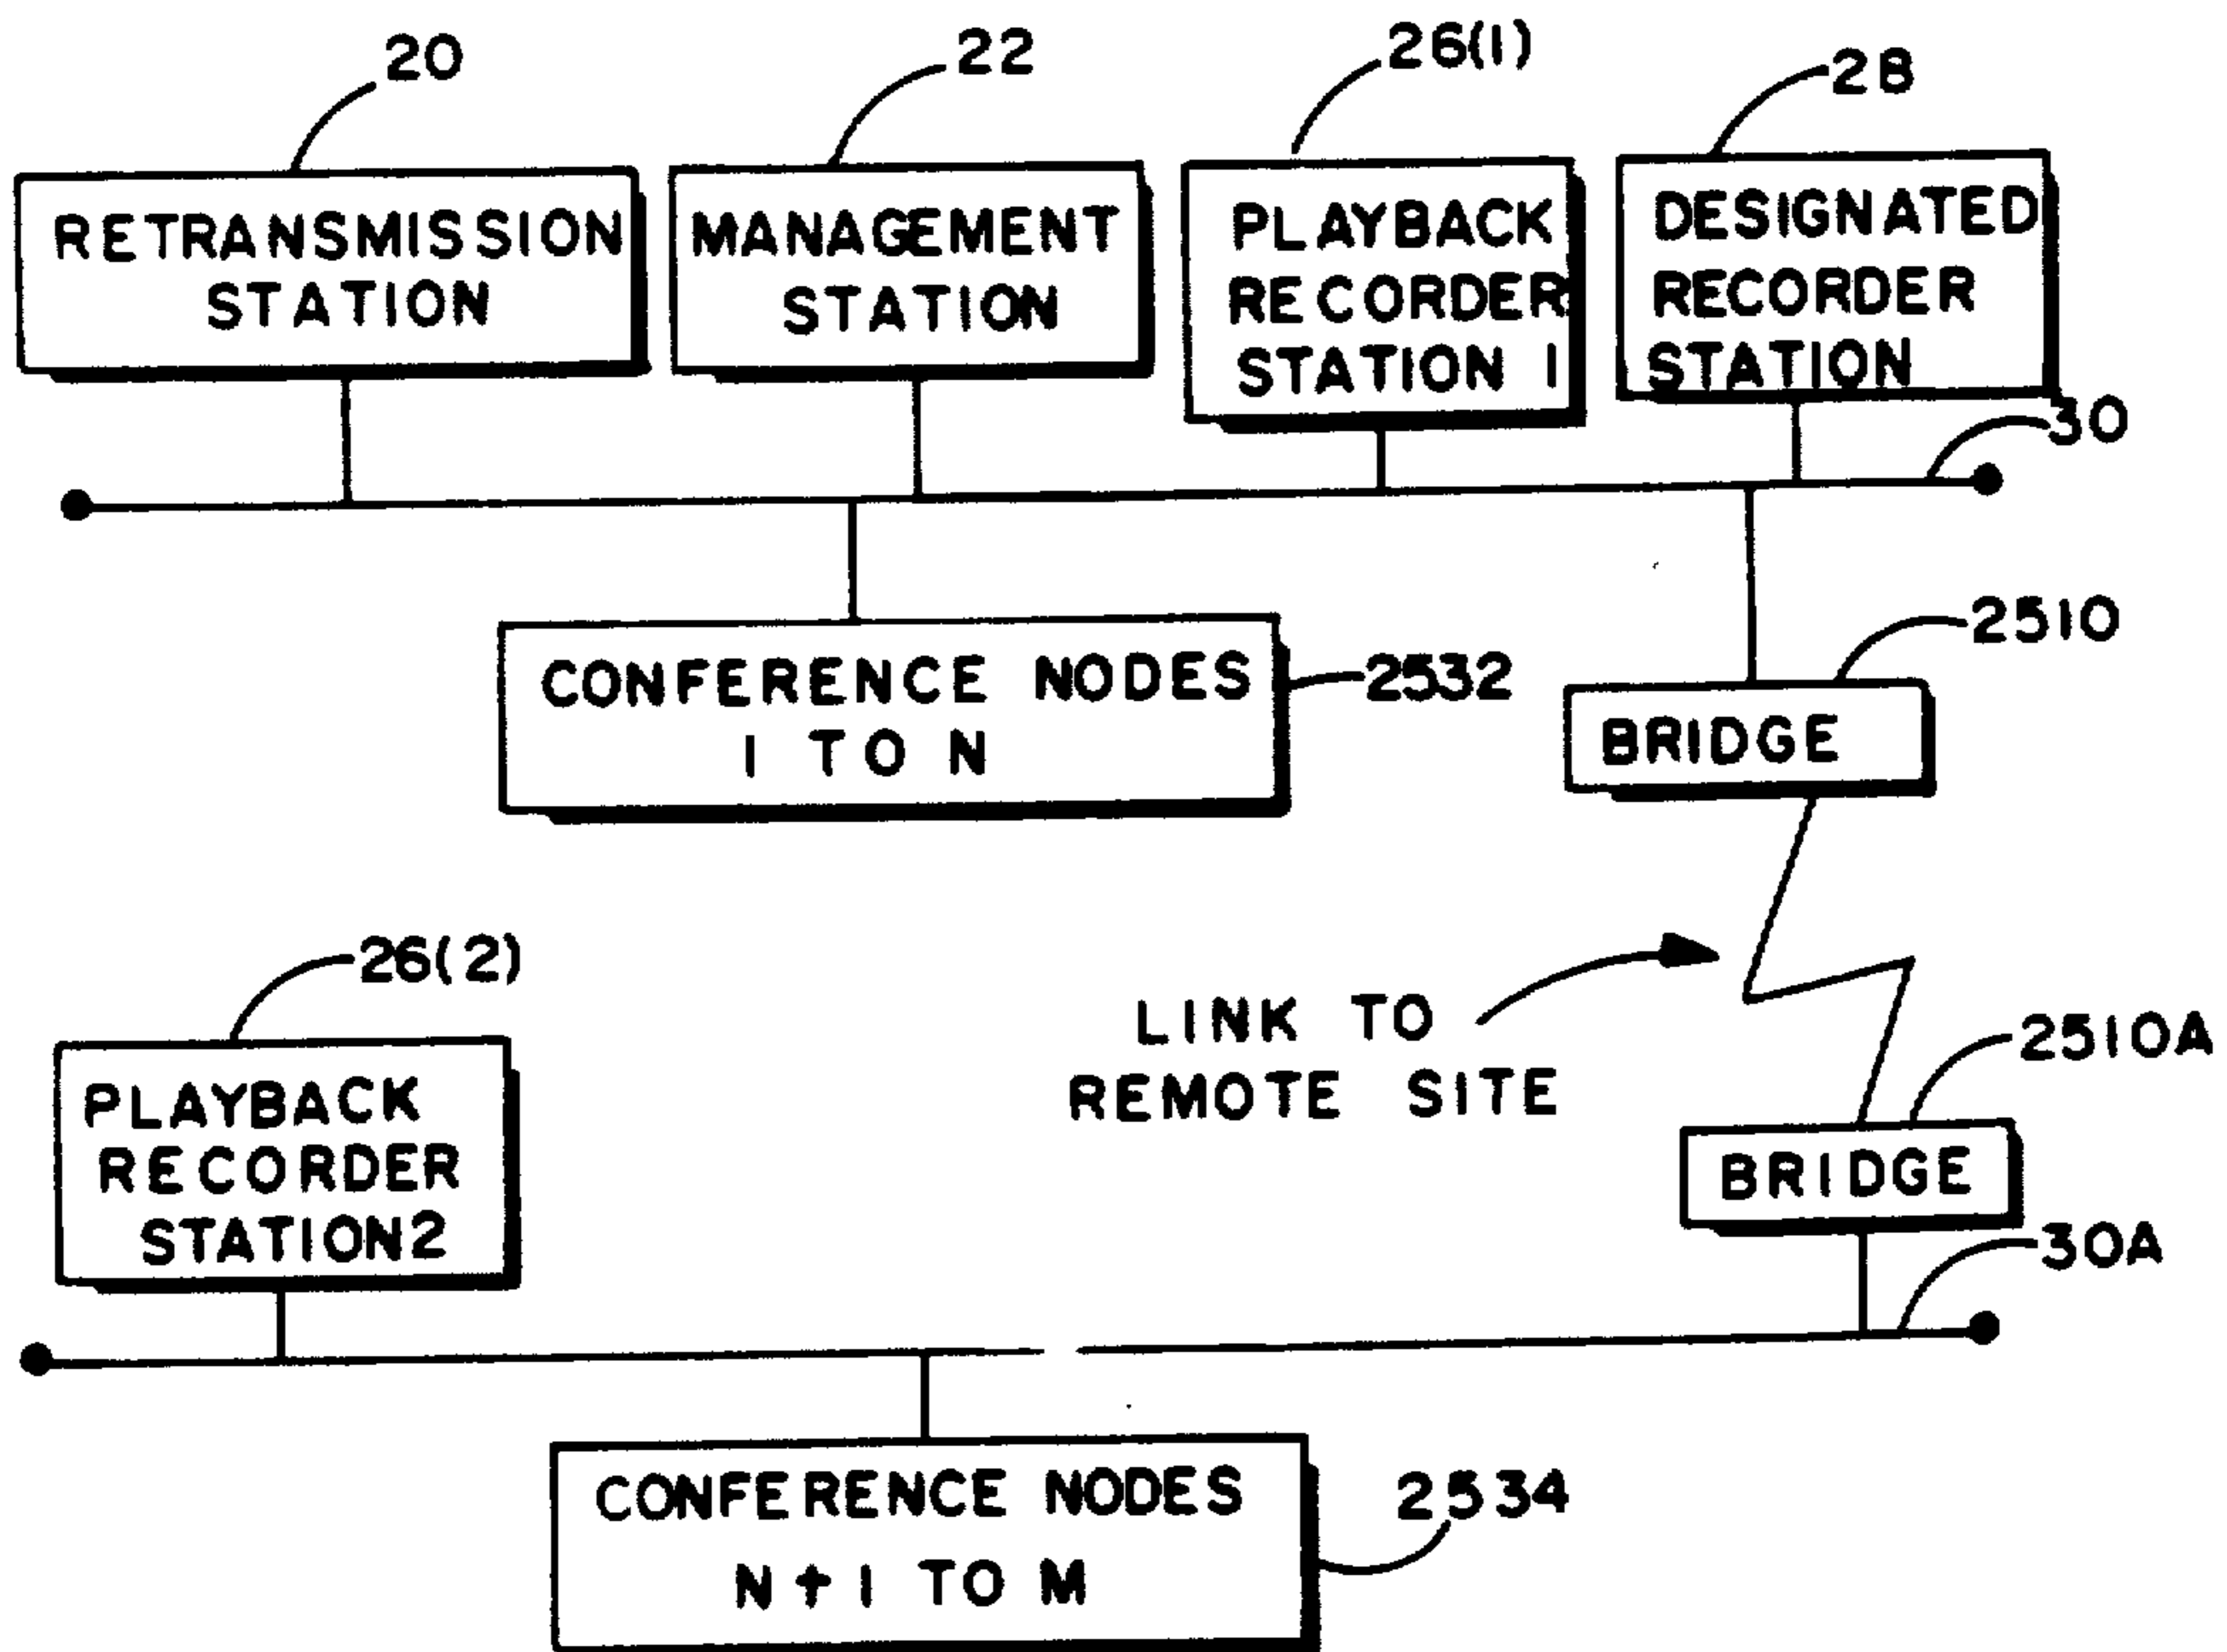 20
22
26(1)
28
RETRANSMISSION
STATION
MANAGEMENT
STATION
PLAYBACK
RECORDER
STATION 1
DESIGNATED
RECORDER
STATION
30
CONFERENCE NODES
1 TO N
2532
2510
BRIDGE
26(2)
LINK TO
REMOTE SITE
2510A
PLAYBACK
RECORDER
STATION2
BRIDGE
30A
CONFERENCE NODES
N+1 TO M
2534